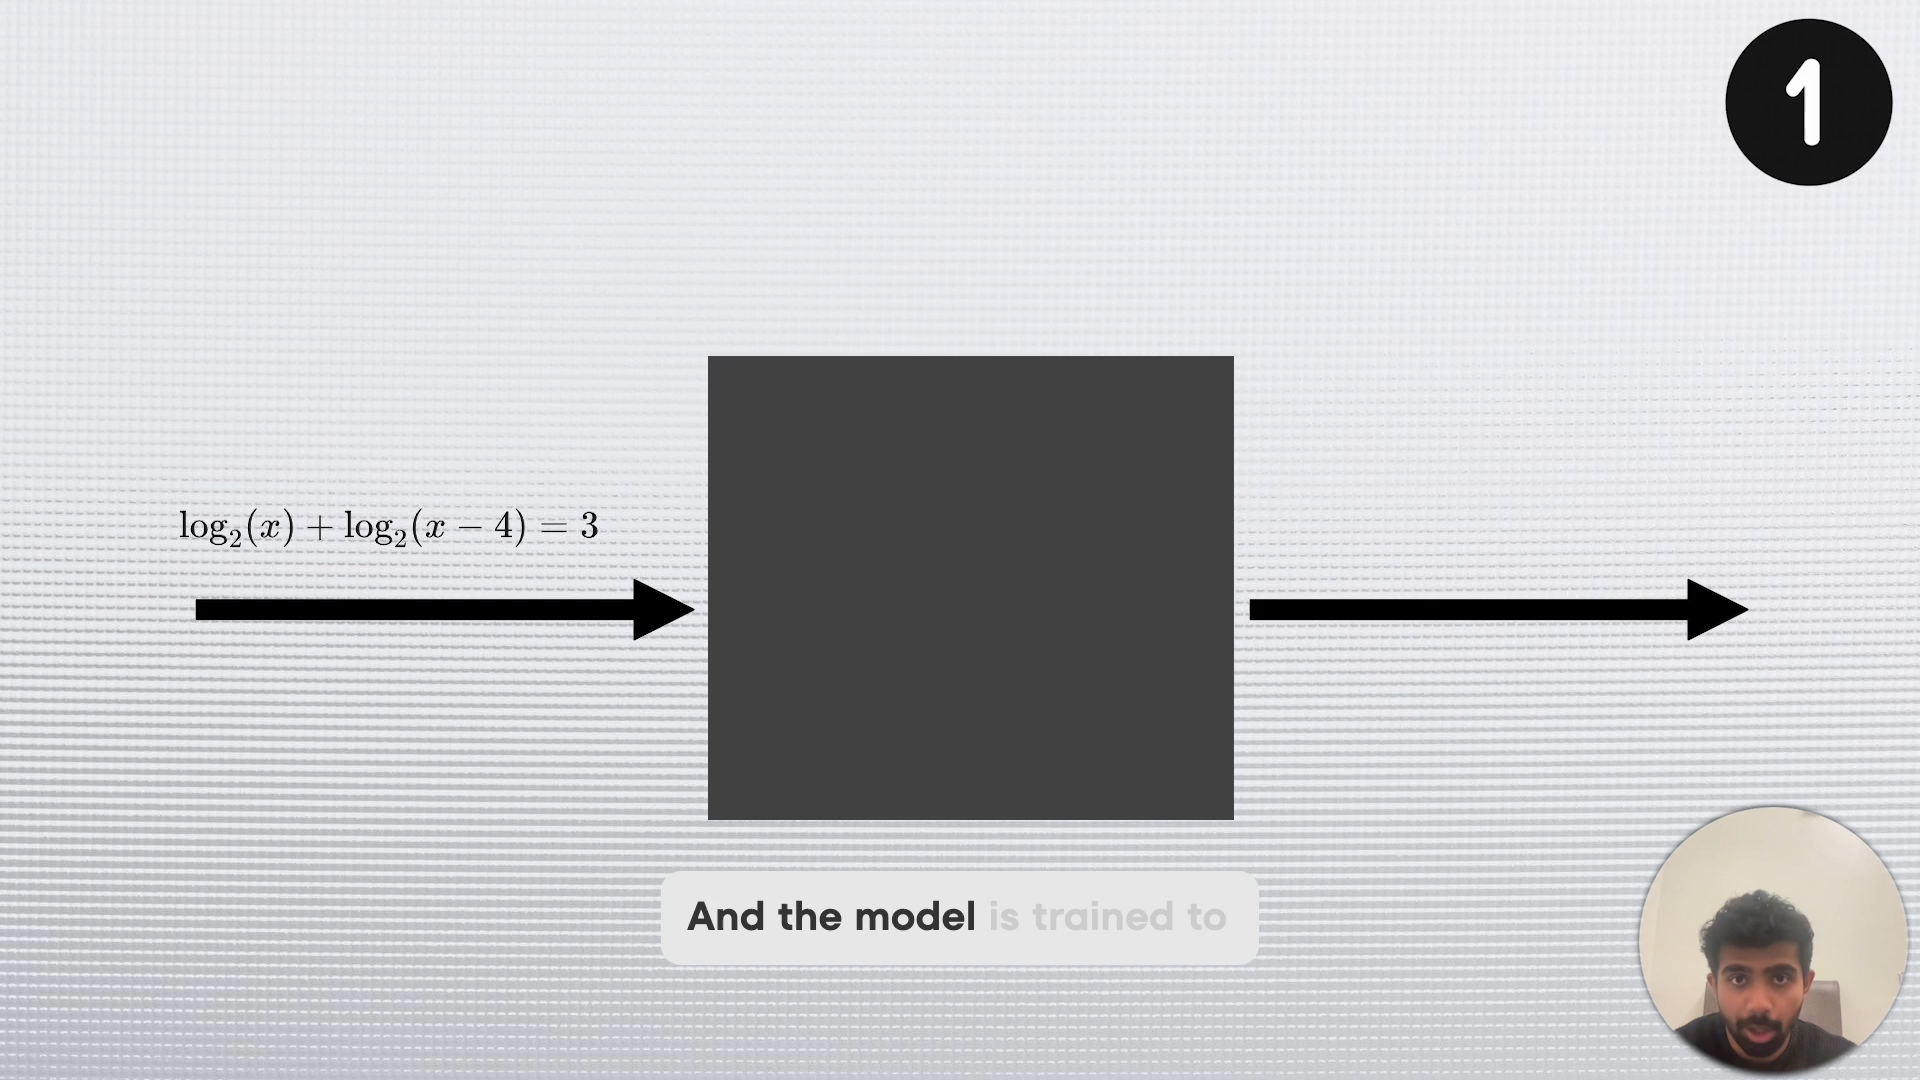 1
log₂(x) + log₂(x − 4) = 3
And the model is trained to